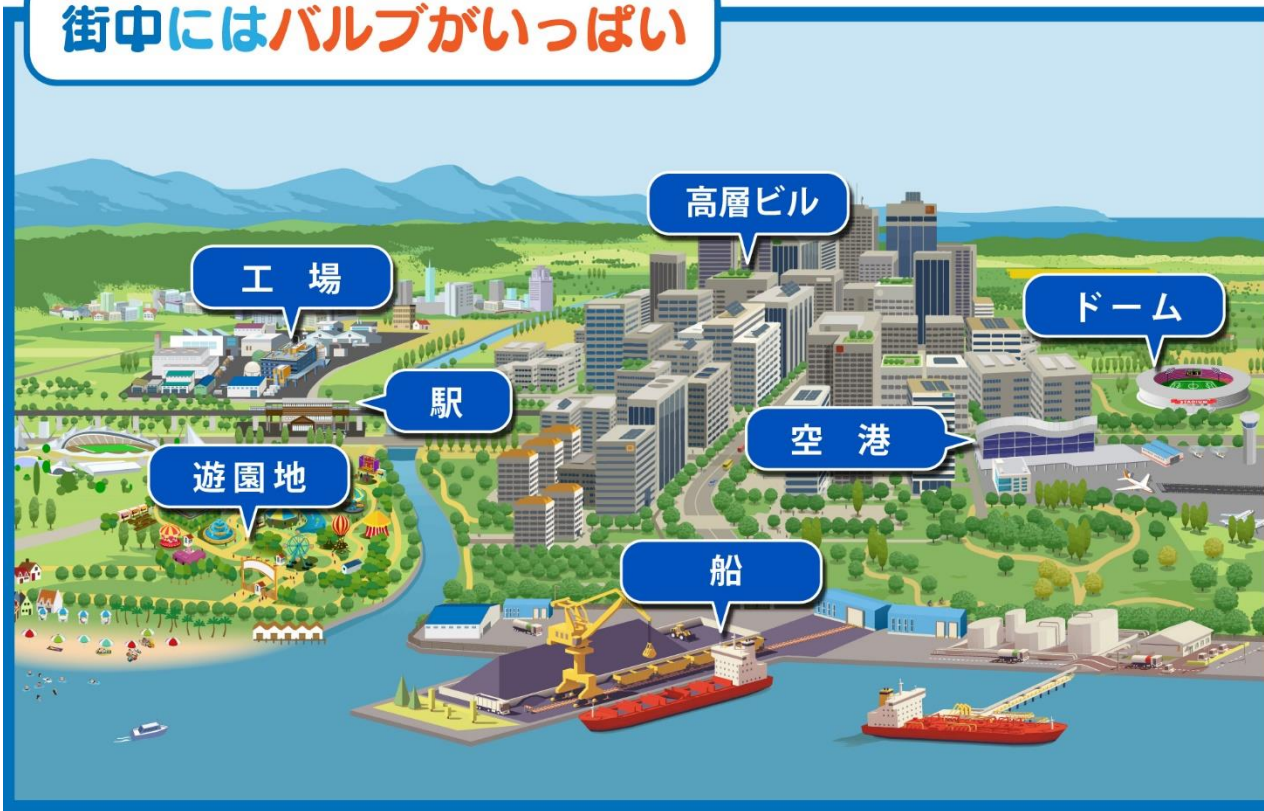 街中にはバルブがいっぱい
高層ビル
工場
ドーム
駅
空港
遊園地
船
STADIUM